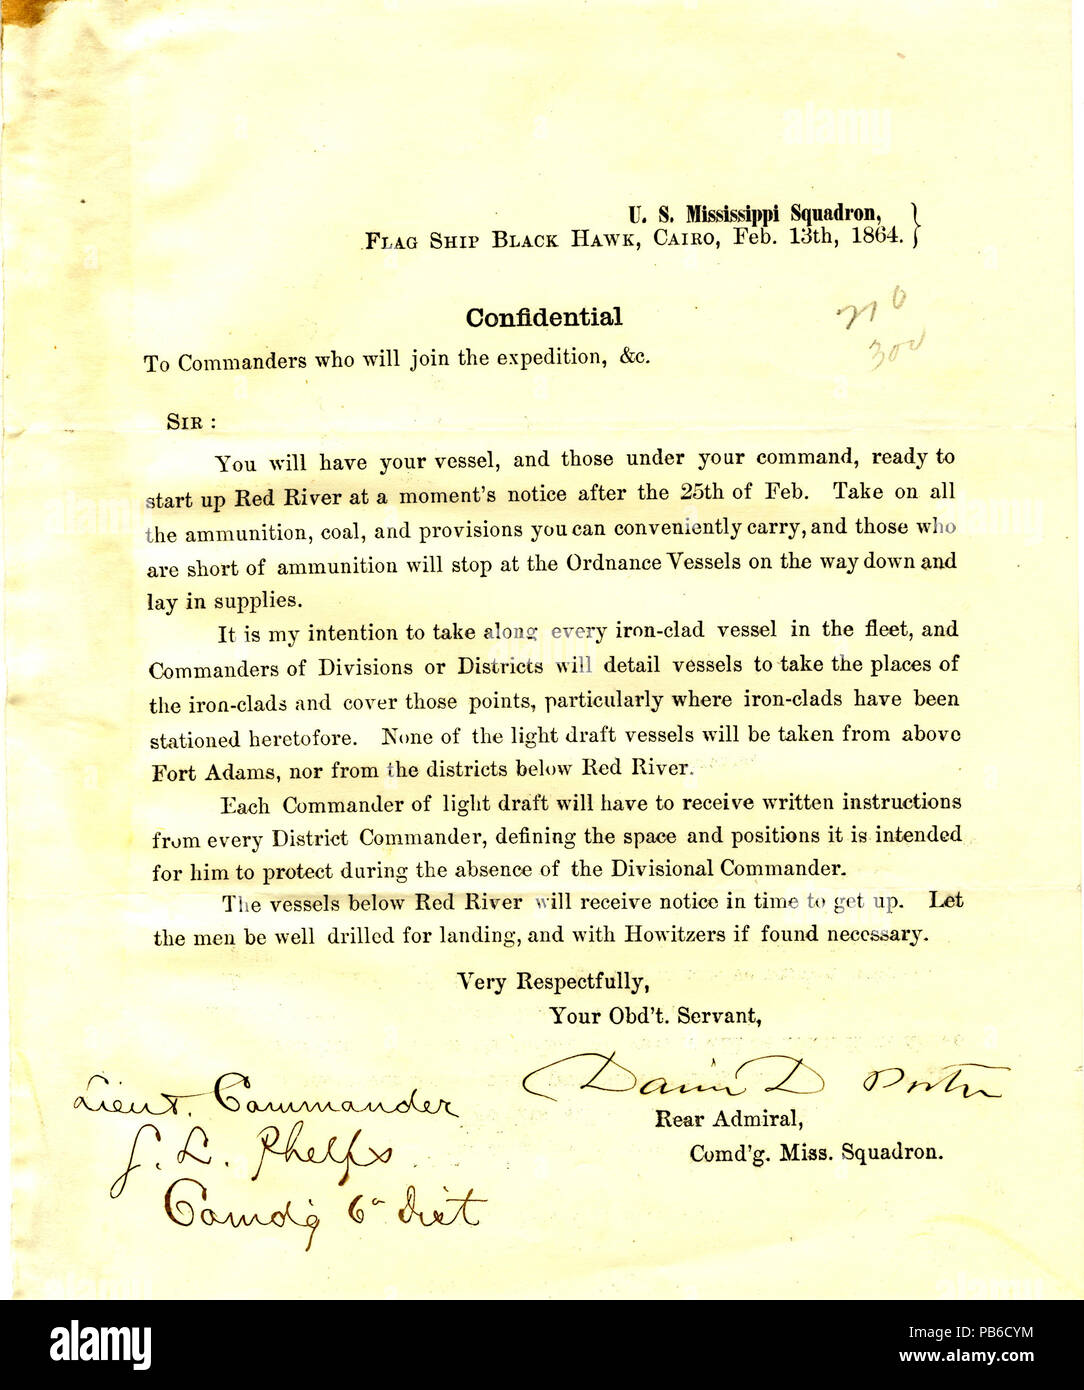 U. S. Mississippi Squadron, }
FLAG SHIP BLACK HAWK, CAIRO, Feb. 13th, 1864.
Confidential
To Commanders who will join the expedition, &c.
300
SIR :
You will have your vessel, and those under your command, ready to
start up Red River at a moment's notice after the 25th of Feb. Take on all
the ammunition, coal, and provisions you can conveniently carry, and those who
are short of ammunition will stop at the Ordnance Vessels on the way down and
lay in supplies.
It is my intention to take along every iron-clad vessel in the fleet, and
Commanders of Divisions or Districts will detail vessels to take the places of
the iron-clads and cover those points, particularly where iron-clads have been
stationed heretofore. None of the light draft vessels will be taken from above
Fort Adams, nor from the districts below Red River.
Each Commander of light draft will have to receive written instructions
from every District Commander, defining the space and positions it is intended
for him to protect during the absence of the Divisional Commander.
The vessels below Red River will receive notice in time to get up. Let
the men be well drilled for landing, and with Howitzers if found necessary.
Very Respectfully,
Your Obd't. Servant,
David D Porter
Rear Admiral,
Comd'g. Miss. Squadron.
Lieut. Commander
S. L. Phelps
Comdg 6" Dist
alamy
Image ID: PB6CYM
www.alamy.com